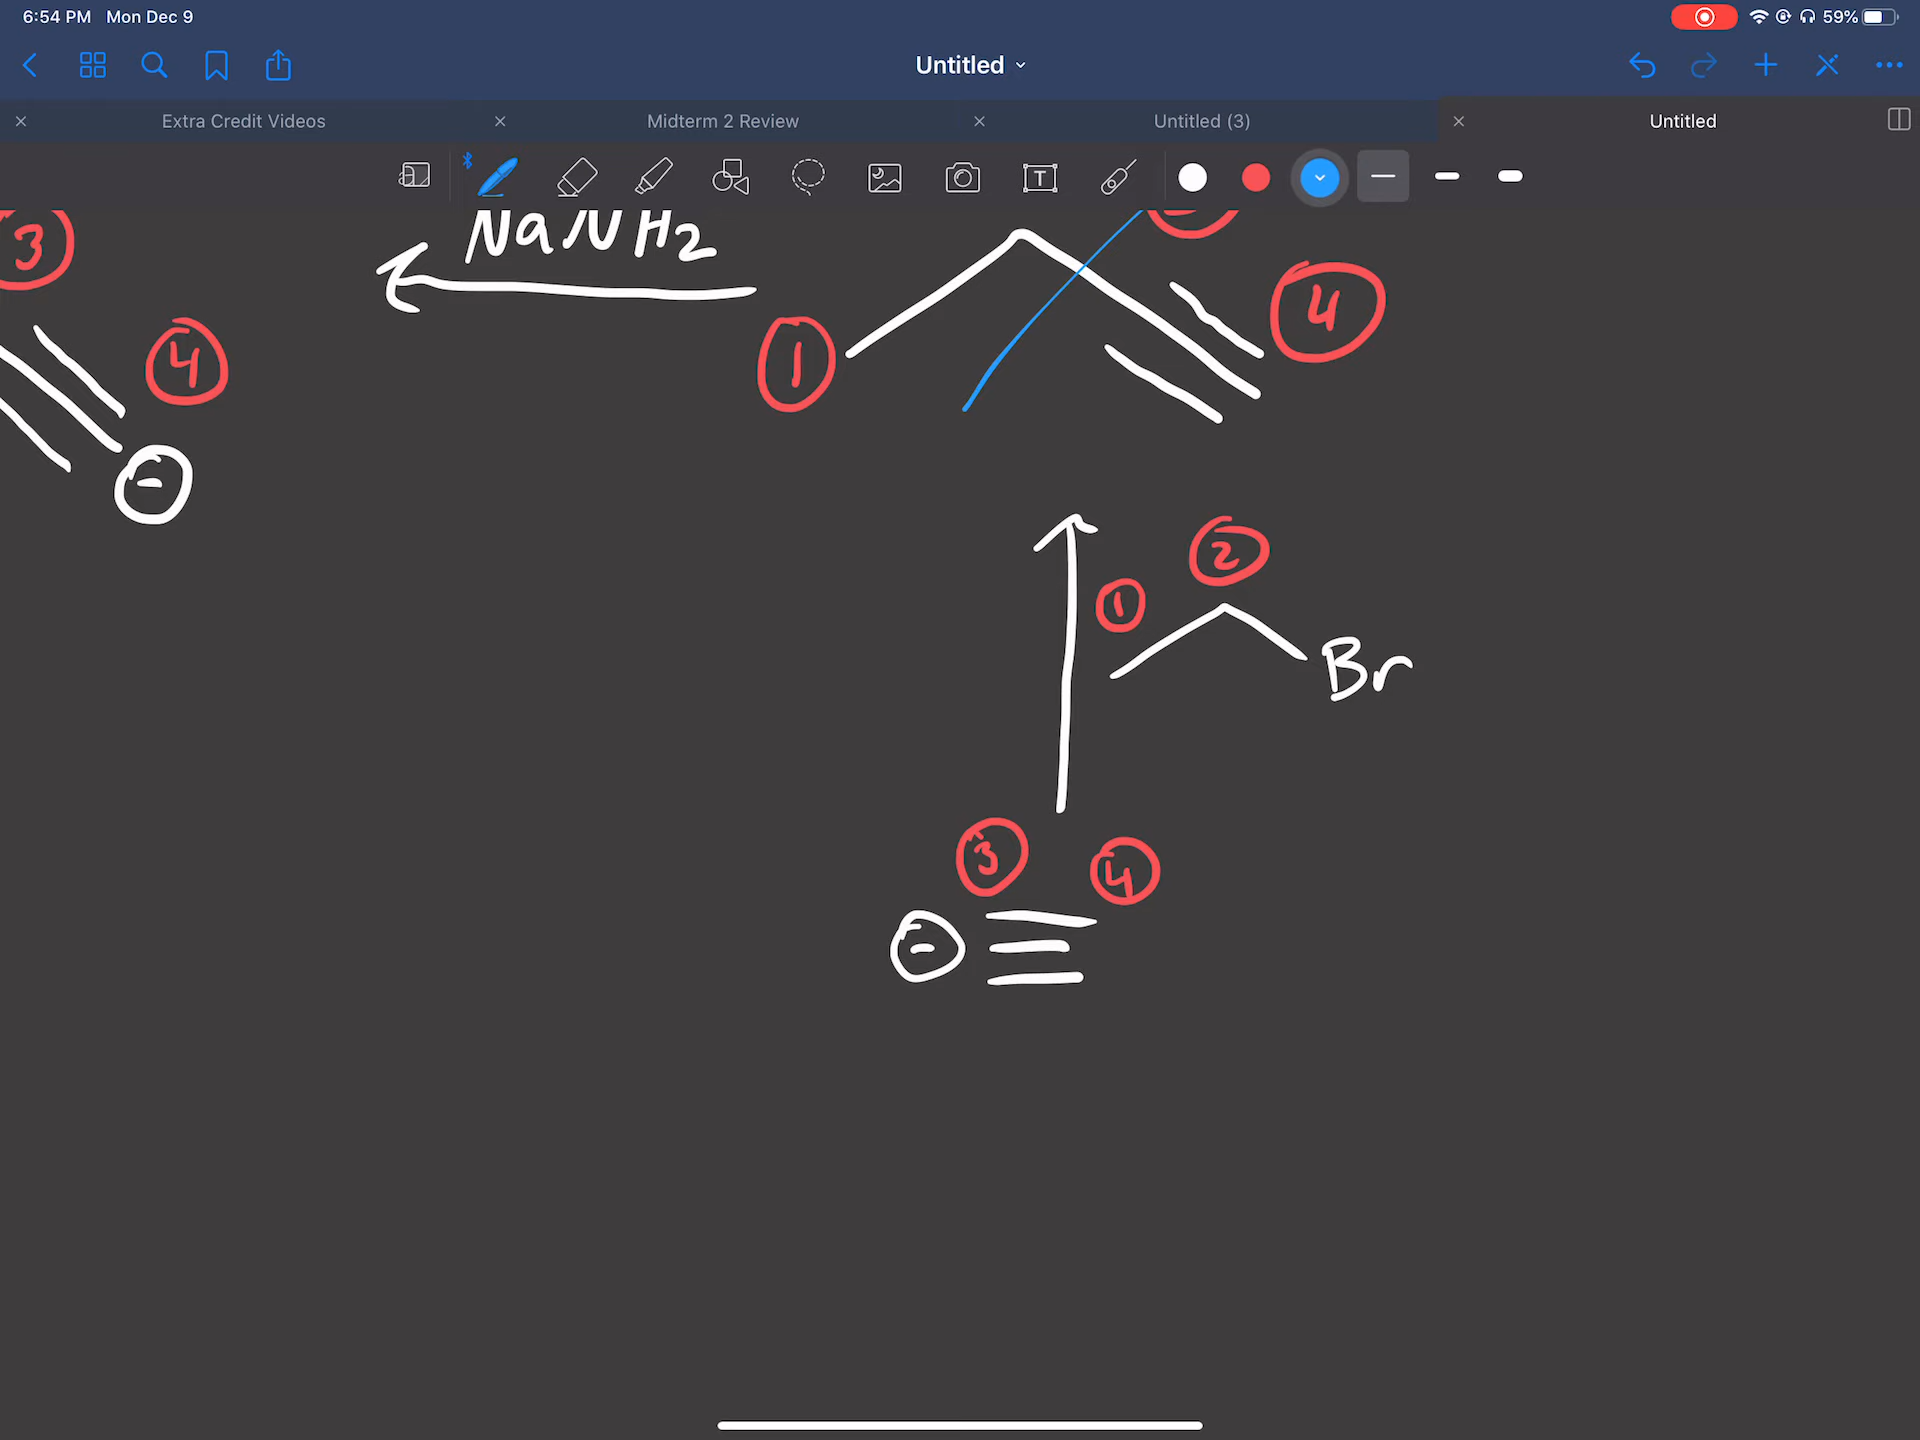 6:54 PM Mon Dec 9
59%
Untitled
Extra Credit Videos
Midterm 2 Review
Untitled (3)
Untitled
T
NaNH2
3
4
4
1
-
2
1
Br
3
4
-